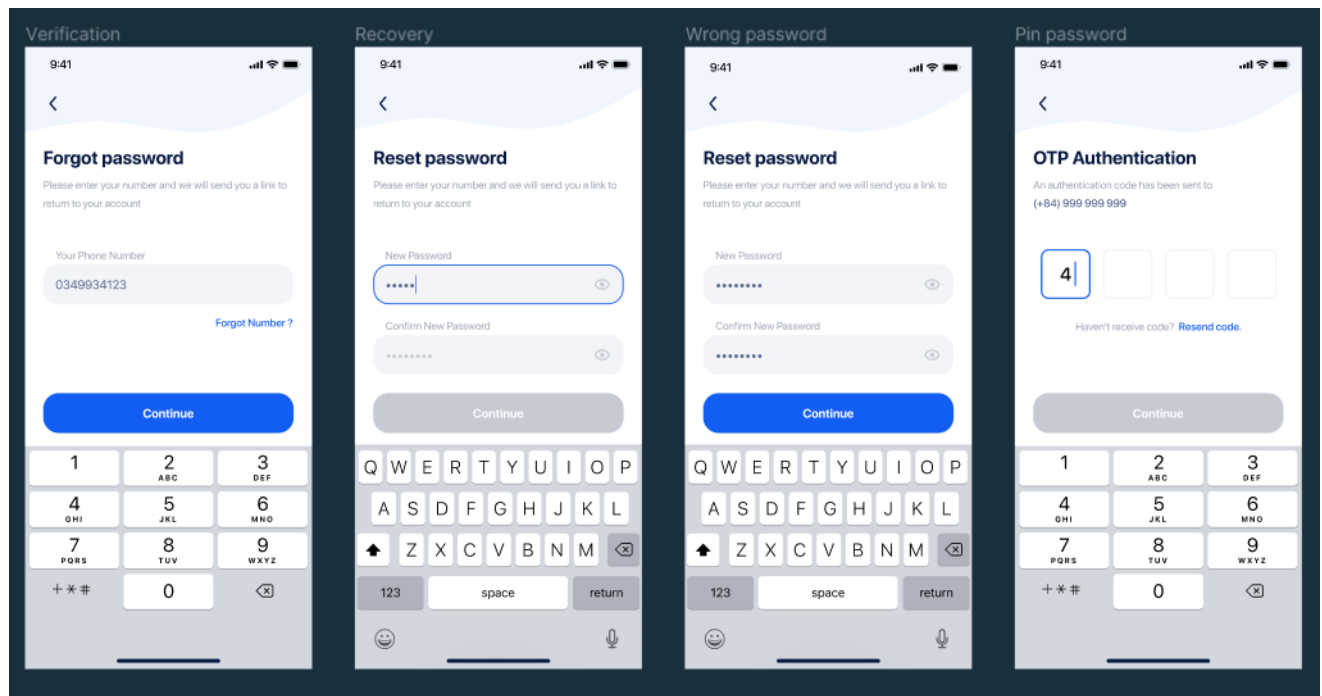 Verification
9:41
Forgot password
Please enter your number and we will send you a link to
return to your account
Your Phone Number
0349934123
Forgot Number ?
Continue
1
2
ABC
3
DEF
4
GHI
5
JKL
6
MNO
7
PQRS
8
TUV
9
WXYZ
+*#
0
Recovery
9:41
Reset password
Please enter your number and we will send you a link to
return to your account
New Password
•••••
Confirm New Password
••••••••
Continue
Q W E R T Y U I O P
A S D F G H J K L
Z X C V B N M
123 space return
Wrong password
9:41
Reset password
Please enter your number and we will send you a link to
return to your account
New Password
••••••••
Confirm New Password
••••••••
Continue
Q W E R T Y U I O P
A S D F G H J K L
Z X C V B N M
123 space return
Pin password
9:41
OTP Authentication
An authentication code has been sent to
(+84) 999 999 999
4
Haven't receive code? Resend code.
Continue
1
2
ABC
3
DEF
4
GHI
5
JKL
6
MNO
7
PQRS
8
TUV
9
WXYZ
+*#
0